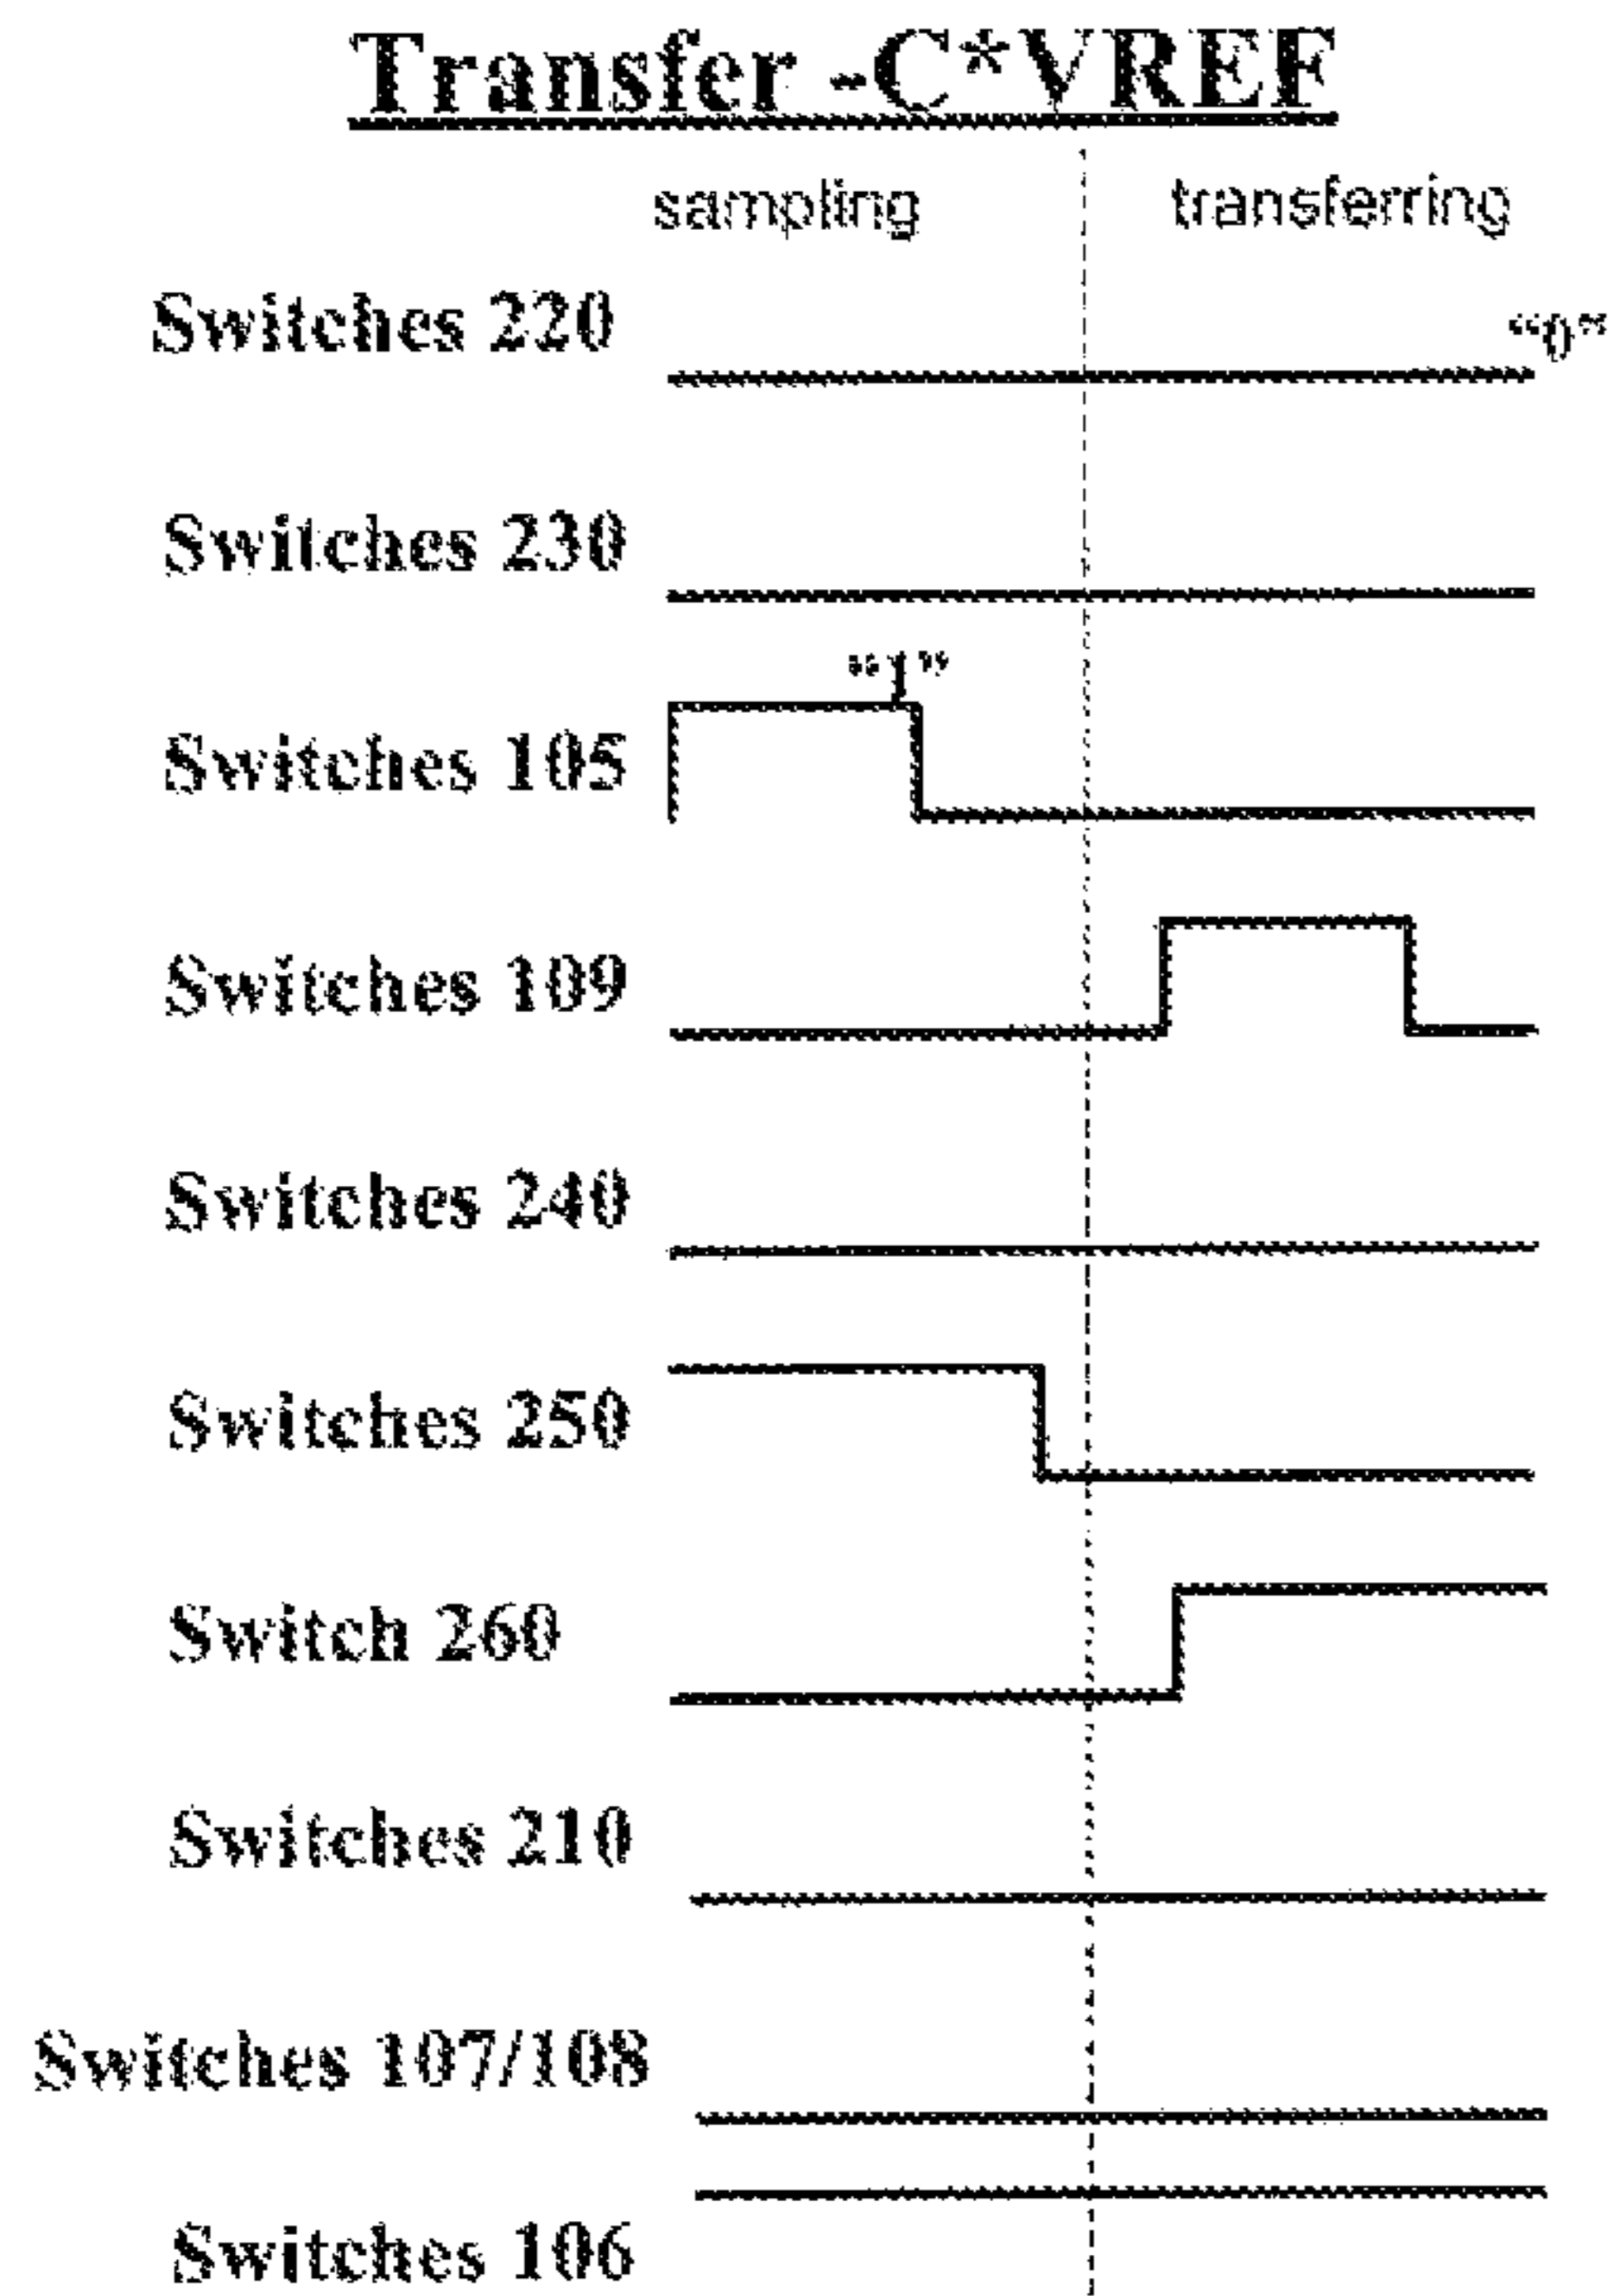 Transfer -C*VREF
sampling transferring
Switches 220 "0"
Switches 230
"1"
Switches 105
Switches 109
Switches 240
Switches 250
Switch 260
Switches 210
Switches 107/108
Switches 106